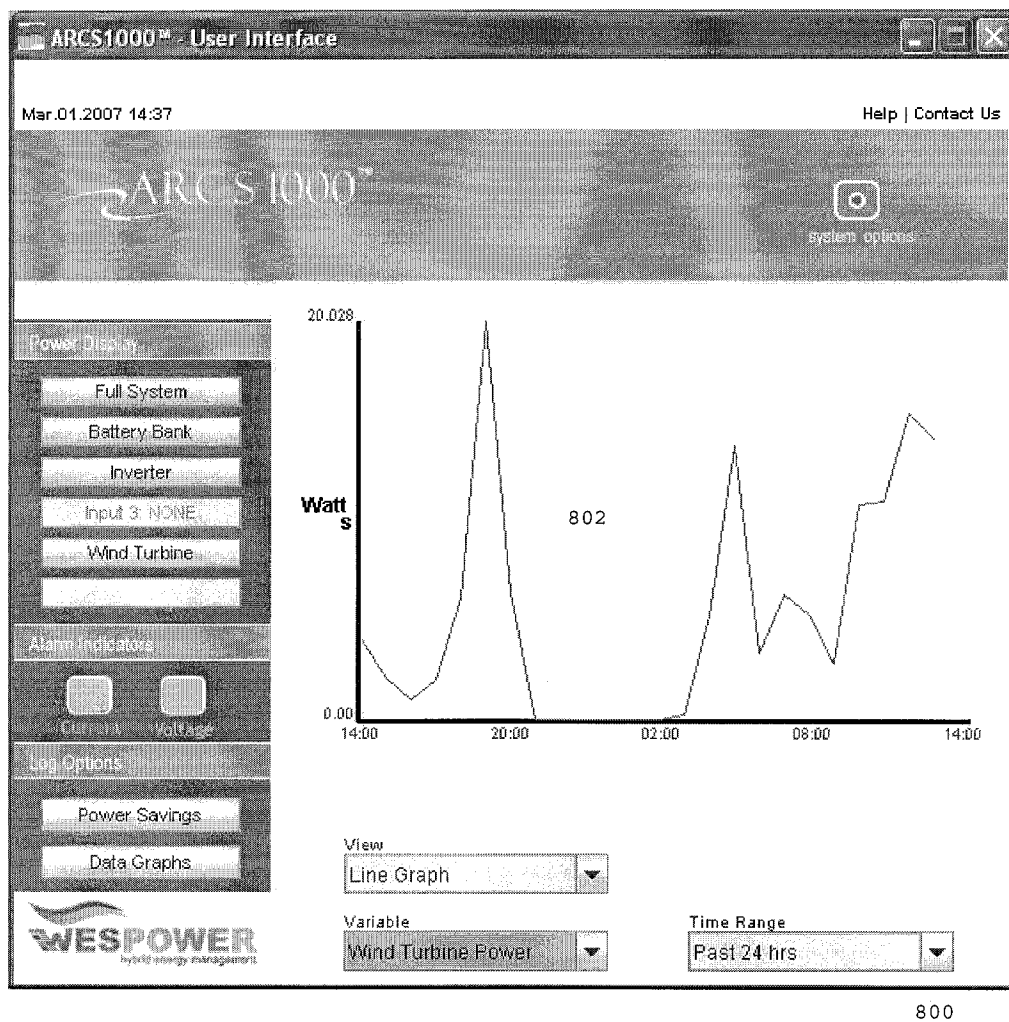 ARCS1000™ - User Interface
Mar.01.2007 14:37
Help | Contact Us
ARCS1000™
system options
Power Display
Full System
Battery Bank
Inverter
Input 3: NONE
Wind Turbine
Alarm Indicators
Current
Voltage
Log Options
Power Savings
Data Graphs
WESPOWER
hybrid energy management
20.028
Watt
s
802
0.00
14:00
20:00
02:00
08:00
14:00
View
Line Graph
Variable
Wind Turbine Power
Time Range
Past 24 hrs
800